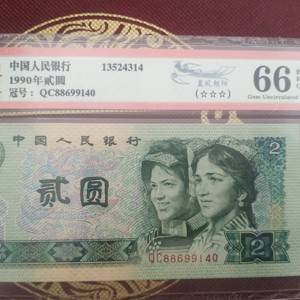 中国人民银行 13524314
1990年贰圆
冠号：QC88699140
(☆☆☆)
66
Gem Uncirculated
中国人民银行
2
贰圆
QC88699140
2